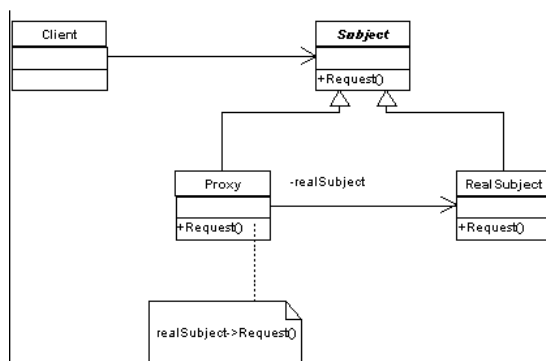 Client
Subject
+Request()
Proxy
-realSubject
RealSubject
+Request()
+Request()
realSubject->Request()